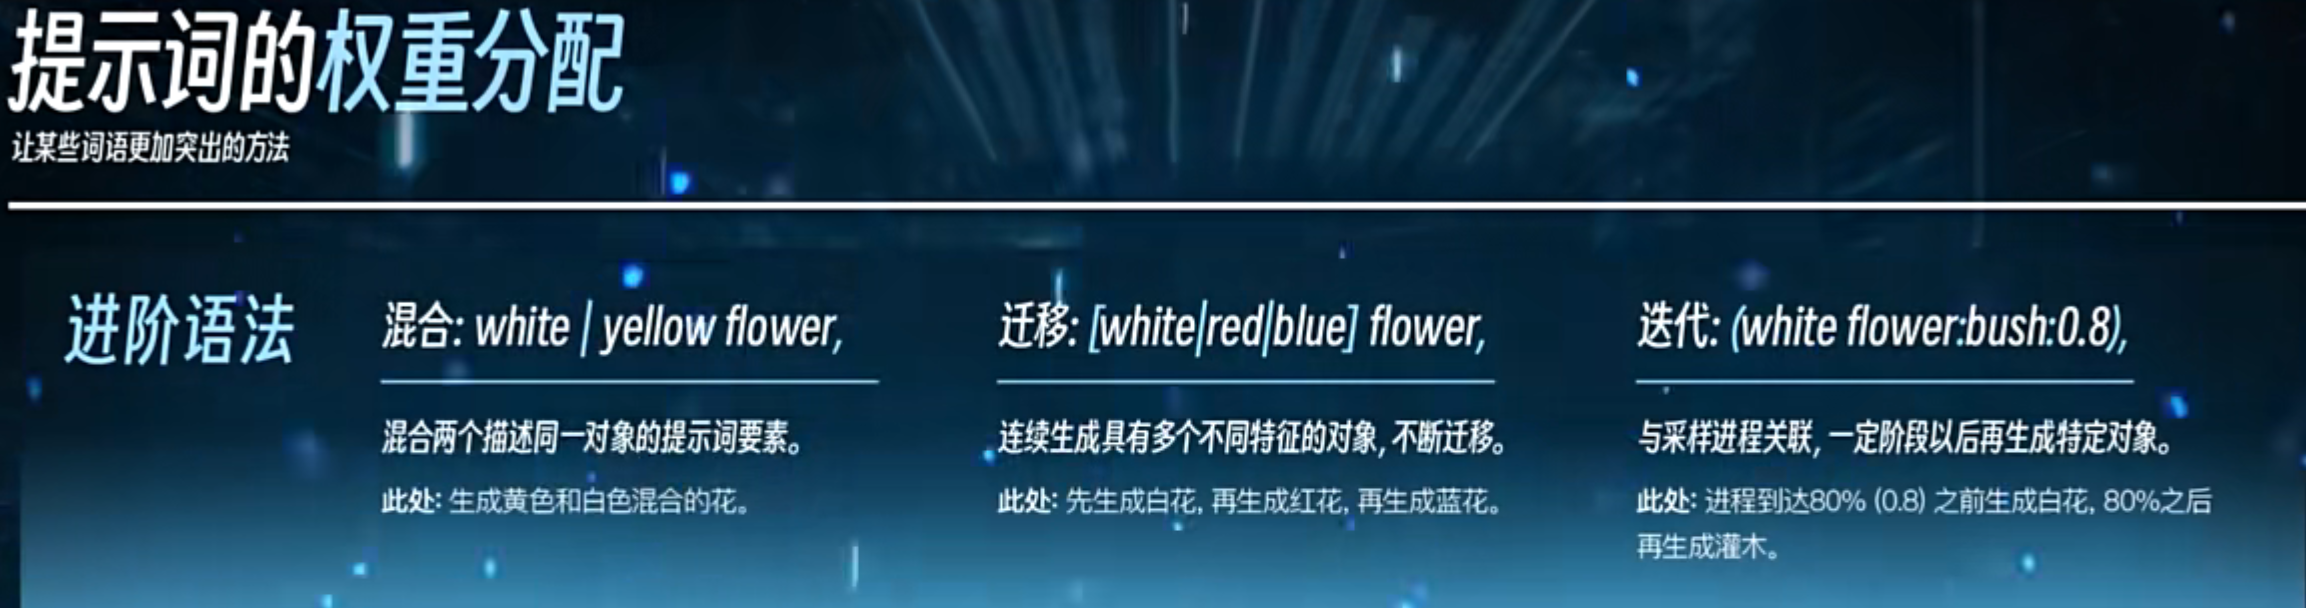 提示词的权重分配
让某些词语更加突出的方法
进阶语法
混合: white | yellow flower,
混合两个描述同一对象的提示词要素。
此处: 生成黄色和白色混合的花。
迁移: [white|red|blue] flower,
连续生成具有多个不同特征的对象, 不断迁移。
此处: 先生成白花, 再生成红花, 再生成蓝花。
迭代: (white flower:bush:0.8),
与采样进程关联, 一定阶段以后再生成特定对象。
此处: 进程到达80% (0.8) 之前生成白花, 80%之后
再生成灌木。